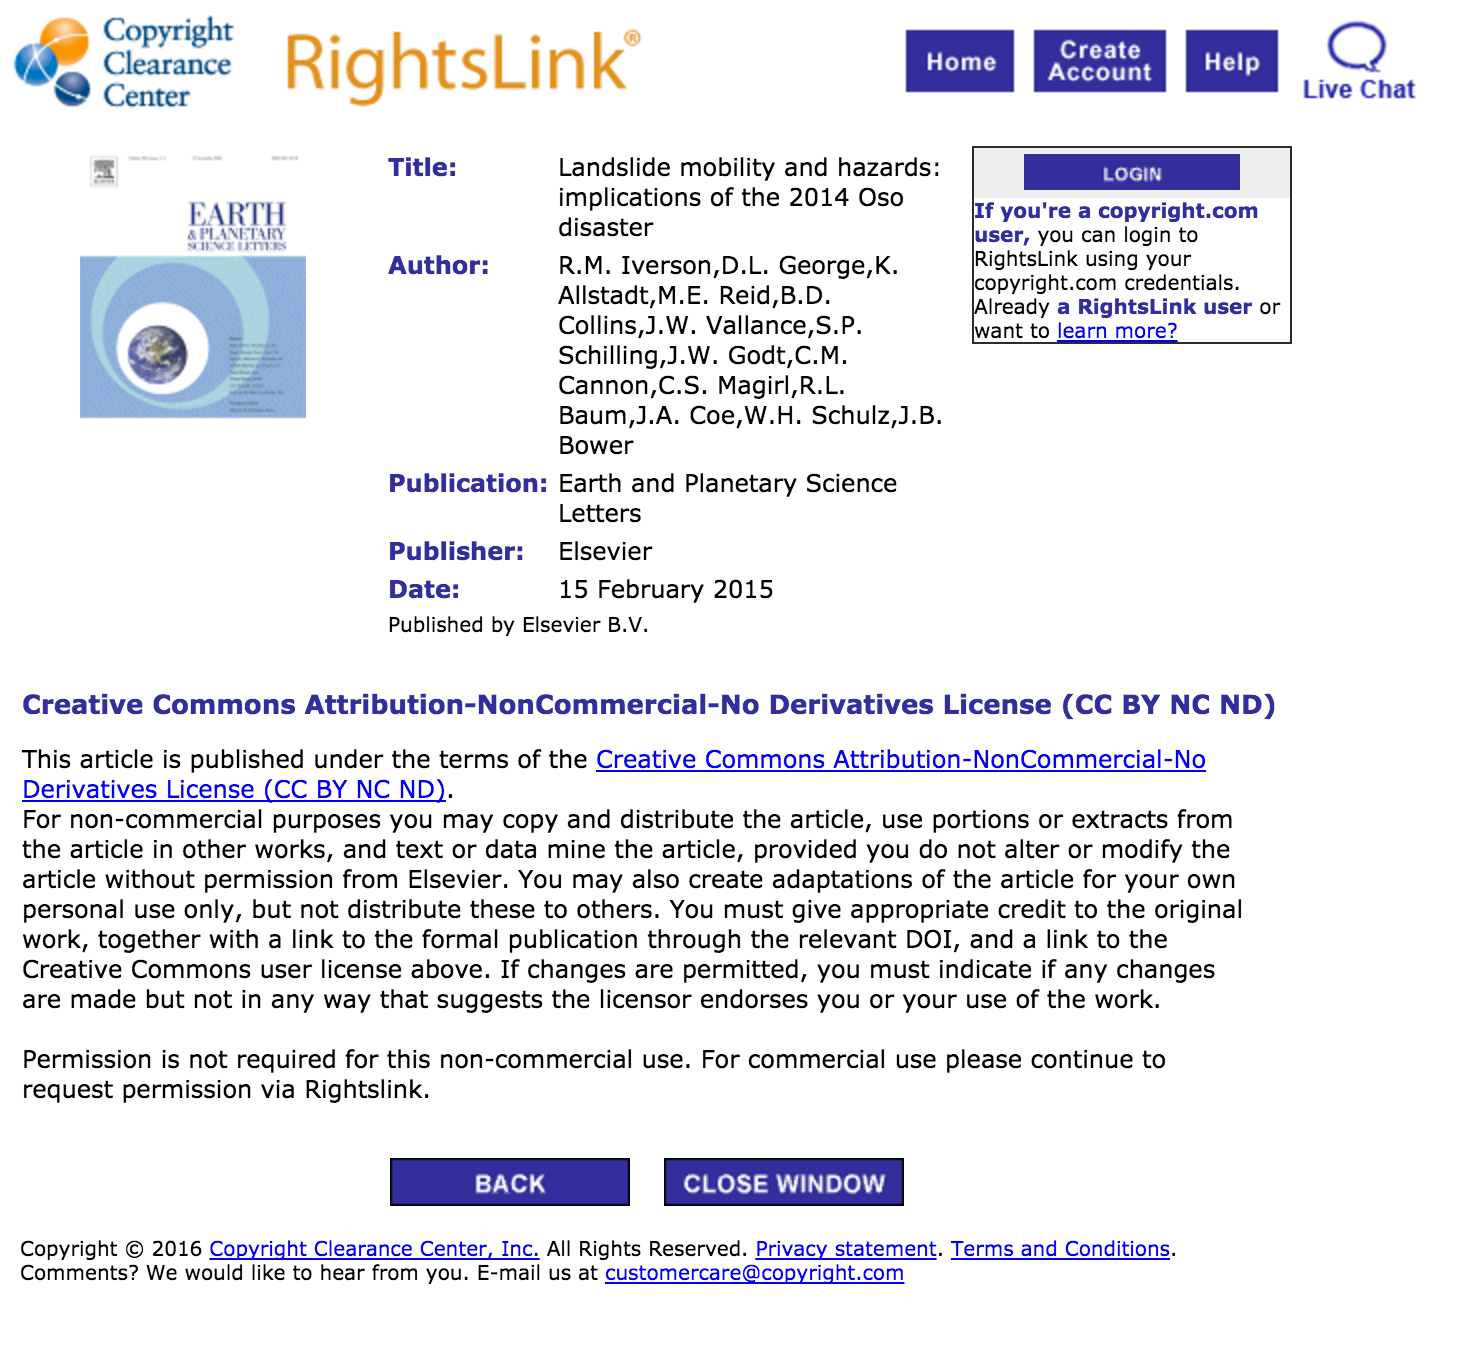 Copyright
Clearance
Center
RightsLink®
Home
Create
Account
Help
Live Chat
EARTH
& PLANETARY
SCIENCE LETTERS
Title: Landslide mobility and hazards:
implications of the 2014 Oso
disaster
Author: R.M. Iverson,D.L. George,K.
Allstadt,M.E. Reid,B.D.
Collins,J.W. Vallance,S.P.
Schilling,J.W. Godt,C.M.
Cannon,C.S. Magirl,R.L.
Baum,J.A. Coe,W.H. Schulz,J.B.
Bower
Publication: Earth and Planetary Science
Letters
Publisher: Elsevier
Date: 15 February 2015
Published by Elsevier B.V.
LOGIN
If you're a copyright.com
user, you can login to
RightsLink using your
copyright.com credentials.
Already a RightsLink user or
want to learn more?
Creative Commons Attribution-NonCommercial-No Derivatives License (CC BY NC ND)
This article is published under the terms of the Creative Commons Attribution-NonCommercial-No
Derivatives License (CC BY NC ND).
For non-commercial purposes you may copy and distribute the article, use portions or extracts from
the article in other works, and text or data mine the article, provided you do not alter or modify the
article without permission from Elsevier. You may also create adaptations of the article for your own
personal use only, but not distribute these to others. You must give appropriate credit to the original
work, together with a link to the formal publication through the relevant DOI, and a link to the
Creative Commons user license above. If changes are permitted, you must indicate if any changes
are made but not in any way that suggests the licensor endorses you or your use of the work.
Permission is not required for this non-commercial use. For commercial use please continue to
request permission via Rightslink.
BACK
CLOSE WINDOW
Copyright © 2016 Copyright Clearance Center, Inc. All Rights Reserved. Privacy statement. Terms and Conditions.
Comments? We would like to hear from you. E-mail us at customercare@copyright.com